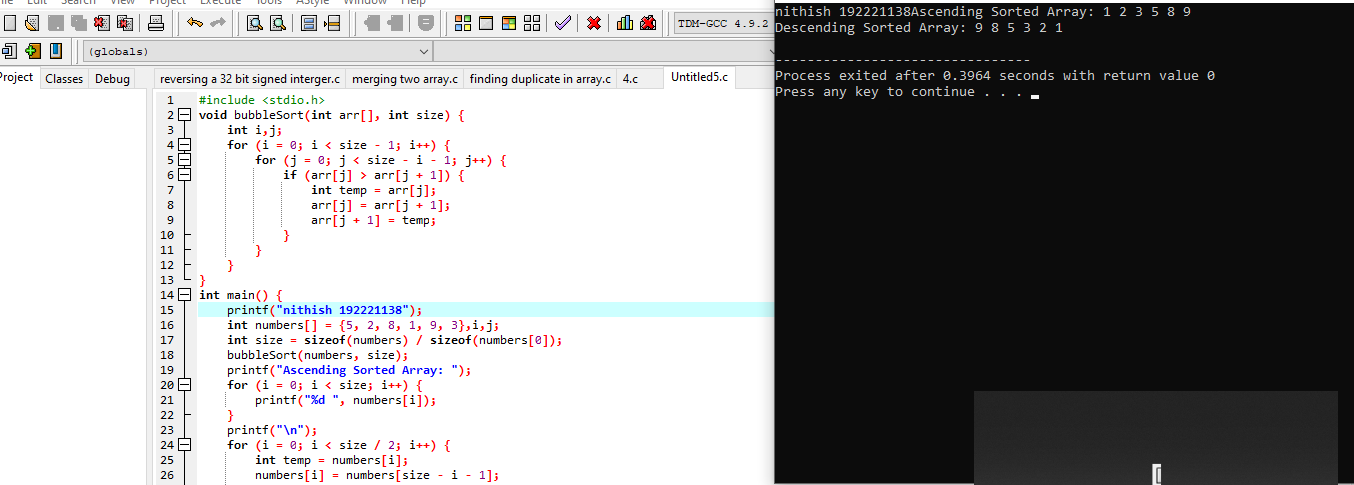 File Edit Search View Project Execute Tools AStyle Window Help
TDM-GCC 4.9.2
(globals)
Project Classes Debug
reversing a 32 bit signed interger.c merging two array.c finding duplicate in array.c 4.c Untitled5.c
1 #include <stdio.h>
2 void bubbleSort(int arr[], int size) {
3 int i,j;
4 for (i = 0; i < size - 1; i++) {
5 for (j = 0; j < size - i - 1; j++) {
6 if (arr[j] > arr[j + 1]) {
7 int temp = arr[j];
8 arr[j] = arr[j + 1];
9 arr[j + 1] = temp;
10 }
11 }
12 }
13 }
14 int main() {
15 printf("nithish 192221138");
16 int numbers[] = {5, 2, 8, 1, 9, 3},i,j;
17 int size = sizeof(numbers) / sizeof(numbers[0]);
18 bubbleSort(numbers, size);
19 printf("Ascending Sorted Array: ");
20 for (i = 0; i < size; i++) {
21 printf("%d ", numbers[i]);
22 }
23 printf("\n");
24 for (i = 0; i < size / 2; i++) {
25 int temp = numbers[i];
26 numbers[i] = numbers[size - i - 1];
nithish 192221138Ascending Sorted Array: 1 2 3 5 8 9
Descending Sorted Array: 9 8 5 3 2 1
--------------------------------
Process exited after 0.3964 seconds with return value 0
Press any key to continue . . .